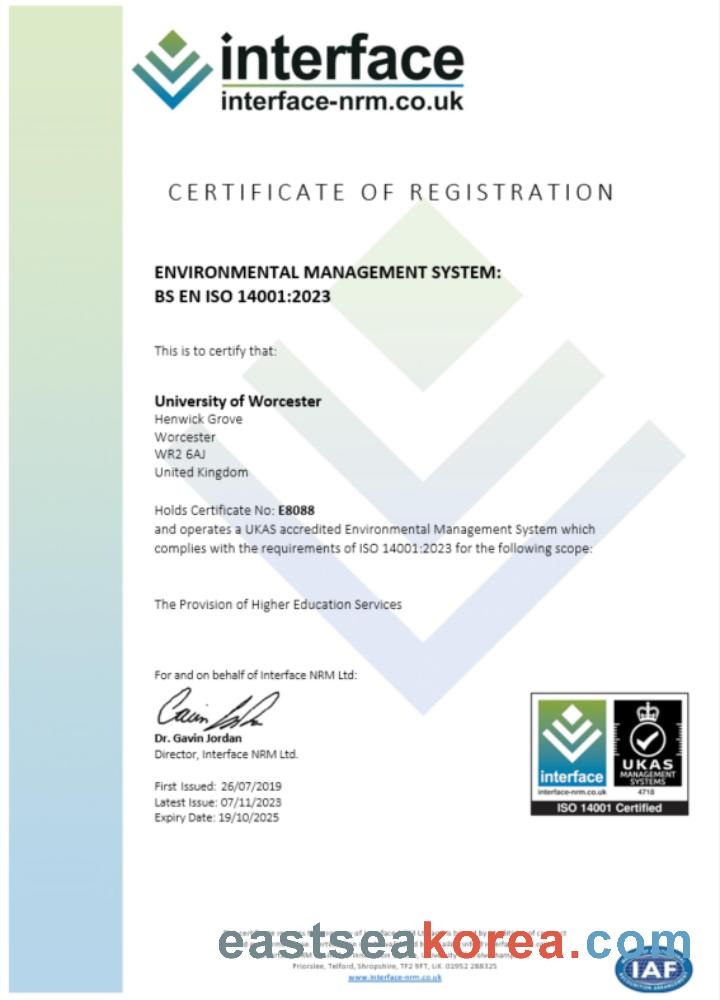 interface
interface-nrm.co.uk
CERTIFICATE OF REGISTRATION
ENVIRONMENTAL MANAGEMENT SYSTEM:
BS EN ISO 14001:2023
This is to certify that:
University of Worcester
Henwick Grove
Worcester
WR2 6AJ
United Kingdom
Holds Certificate No: E8088
and operates a UKAS accredited Environmental Management System which
complies with the requirements of ISO 14001:2023 for the following scope:
The Provision of Higher Education Services
For and on behalf of Interface NRM Ltd:
Dr. Gavin Jordan
Director, Interface NRM Ltd.
First Issued: 26/07/2019
Latest Issue: 07/11/2023
Expiry Date: 19/10/2025
interface
interface-nrm.co.uk
UKAS
MANAGEMENT
SYSTEMS
4718
ISO 14001 Certified
eastseakorea.com
Priorslee, Telford, Shropshire, TF2 9FT, UK. 01952 288325
www.interface-nrm.co.uk
IAF